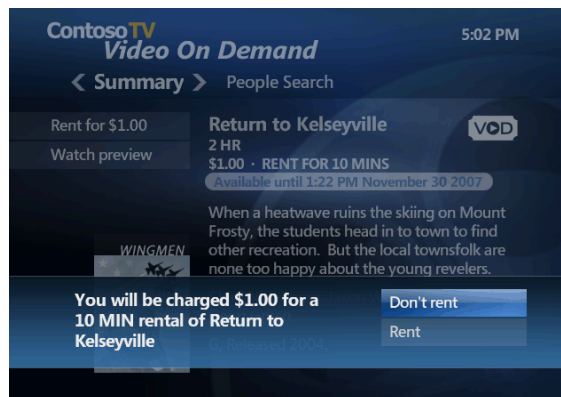 ContosoTV
Video On Demand
5:02 PM
< Summary > People Search
Rent for $1.00
Watch preview
Return to Kelseyville
VOD
2 HR
$1.00 · RENT FOR 10 MINS
Available until 1:22 PM November 30 2007
When a heatwave ruins the skiing on Mount
Frosty, the students head in to town to find
other recreation. But the local townsfolk are
none too happy about the young revelers.
WINGMEN
You will be charged $1.00 for a
10 MIN rental of Return to
Kelseyville
Don't rent
Rent
G. Released 2004.